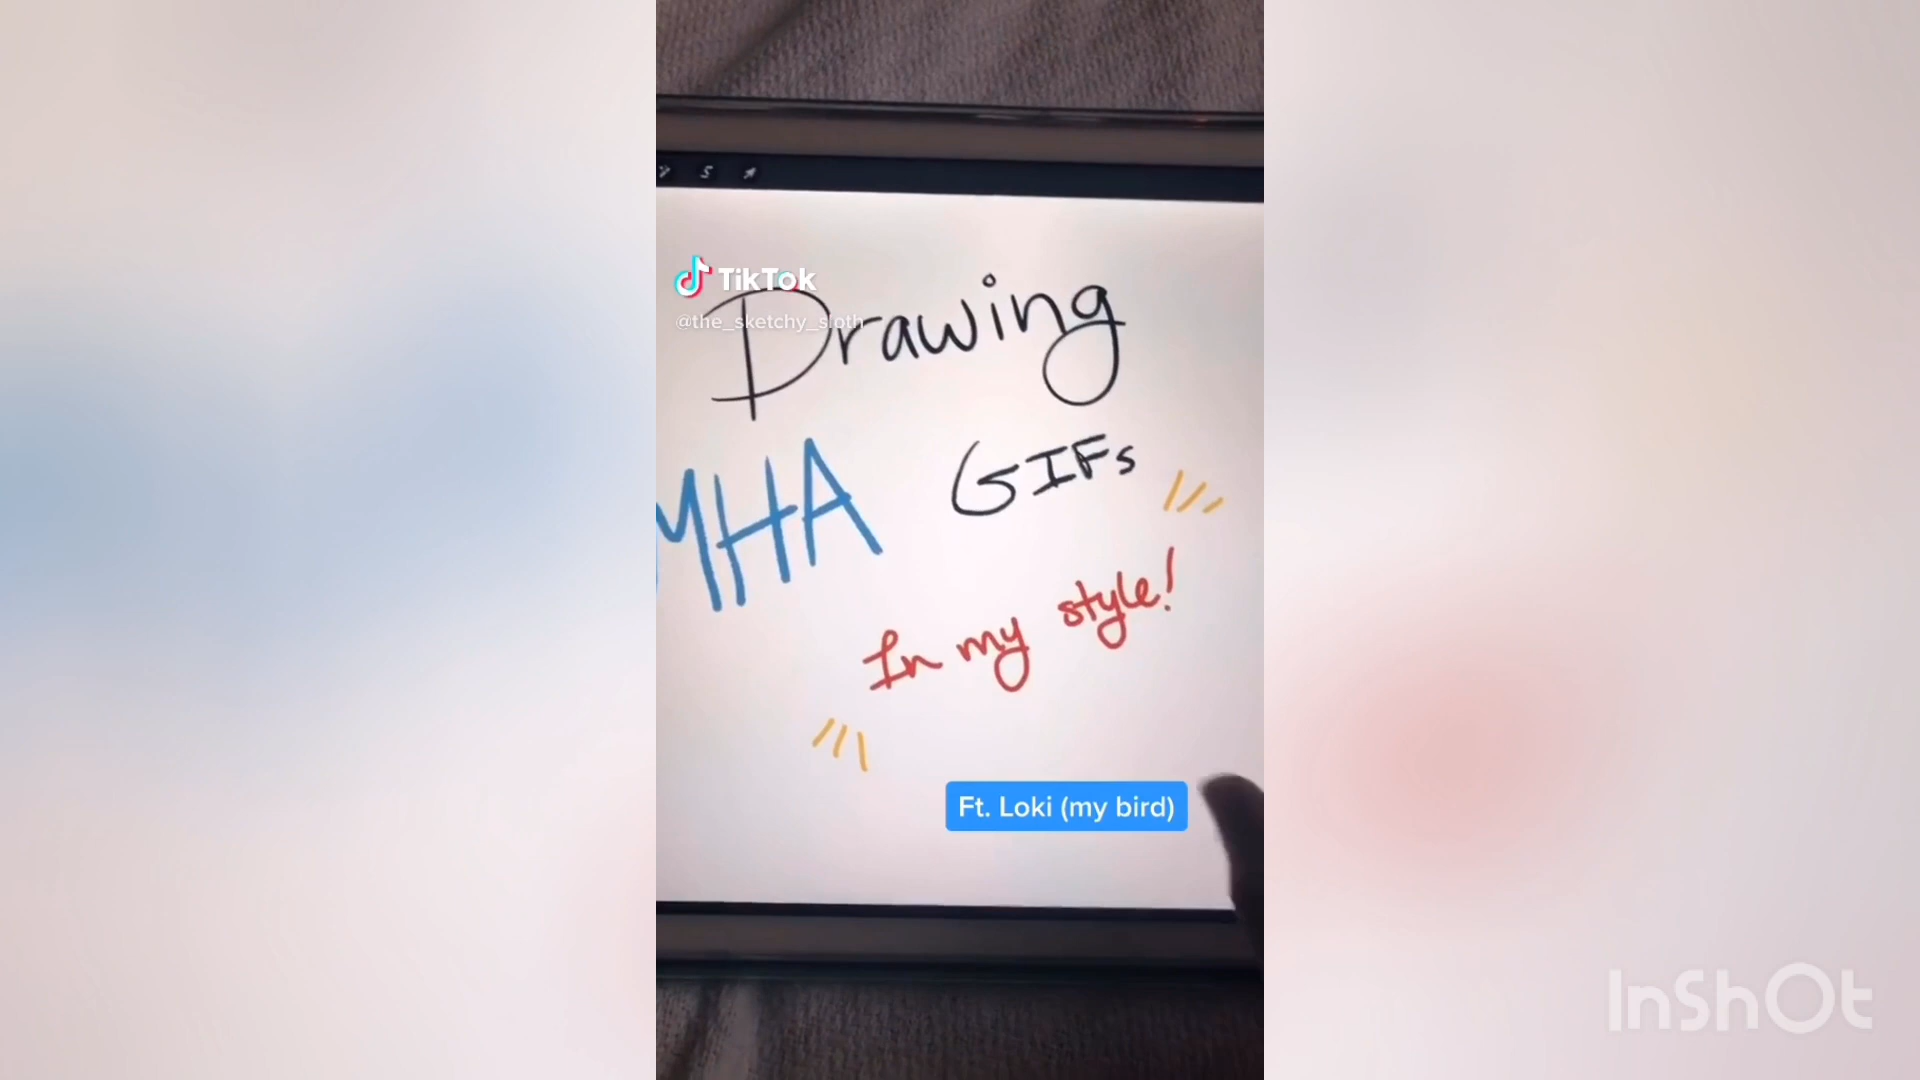 S
TikTok
@the_sketchy_sloth
Drawing
MHA GIFs
In my style!
Ft. Loki (my bird)
InShOt